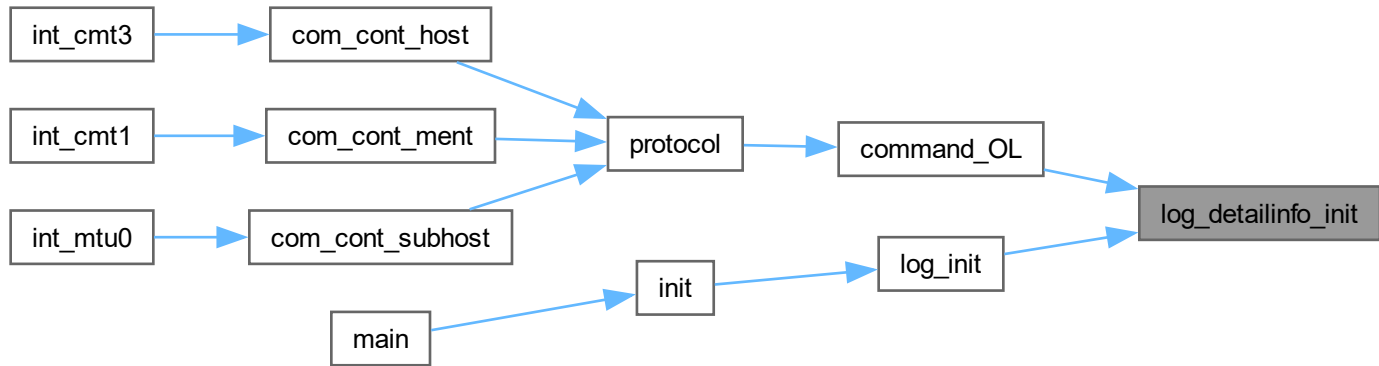 int_cmt3
com_cont_host
int_cmt1
com_cont_ment
protocol
command_OL
log_detailinfo_init
int_mtu0
com_cont_subhost
log_init
init
main